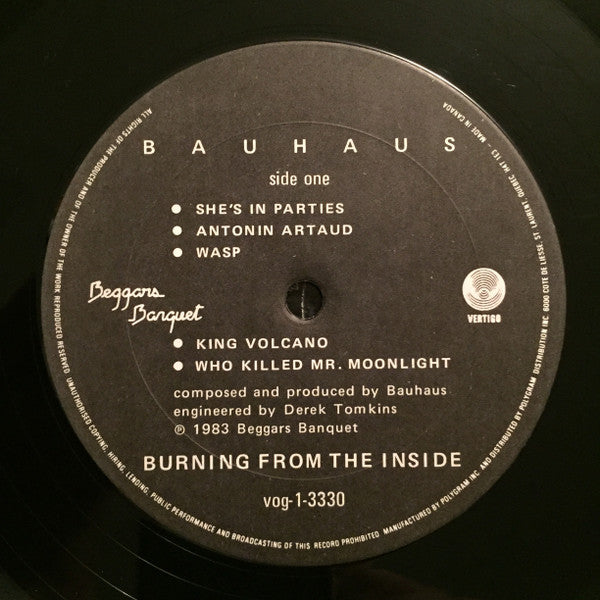 BAUHAUS
side one
● SHE'S IN PARTIES
● ANTONIN ARTAUD
● WASP
Beggars
Banquet
VERTIGO
● KING VOLCANO
● WHO KILLED MR. MOONLIGHT
composed and produced by Bauhaus
engineered by Derek Tomkins
℗ 1983 Beggars Banquet
BURNING FROM THE INSIDE
vog-1-3330
ALL RIGHTS OF THE PRODUCER AND OF THE OWNER OF THE WORK REPRODUCED RESERVED. UNAUTHORISED COPYING, HIRING, LENDING, PUBLIC PERFORMANCE AND BROADCASTING OF THIS RECORD PROHIBITED. MANUFACTURED BY POLYGRAM INC. AND DISTRIBUTED BY POLYGRAM DISTRIBUTION INC. 6000 COTE DE LIESSE, ST. LAURENT, QUEBEC H4T 1E3 - MADE IN CANADA